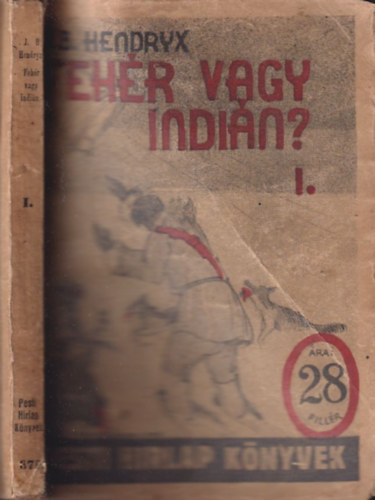 J. B.
Hendryx
Fehér
vagy
indián
I.
Pesti
Hirlap
Könyvek
37
B. HENDRYX
FEHÉR VAGY
INDIÁN?
I.
ÁRA:
28
FILLÉR
HIRLAP KÖNYVEK